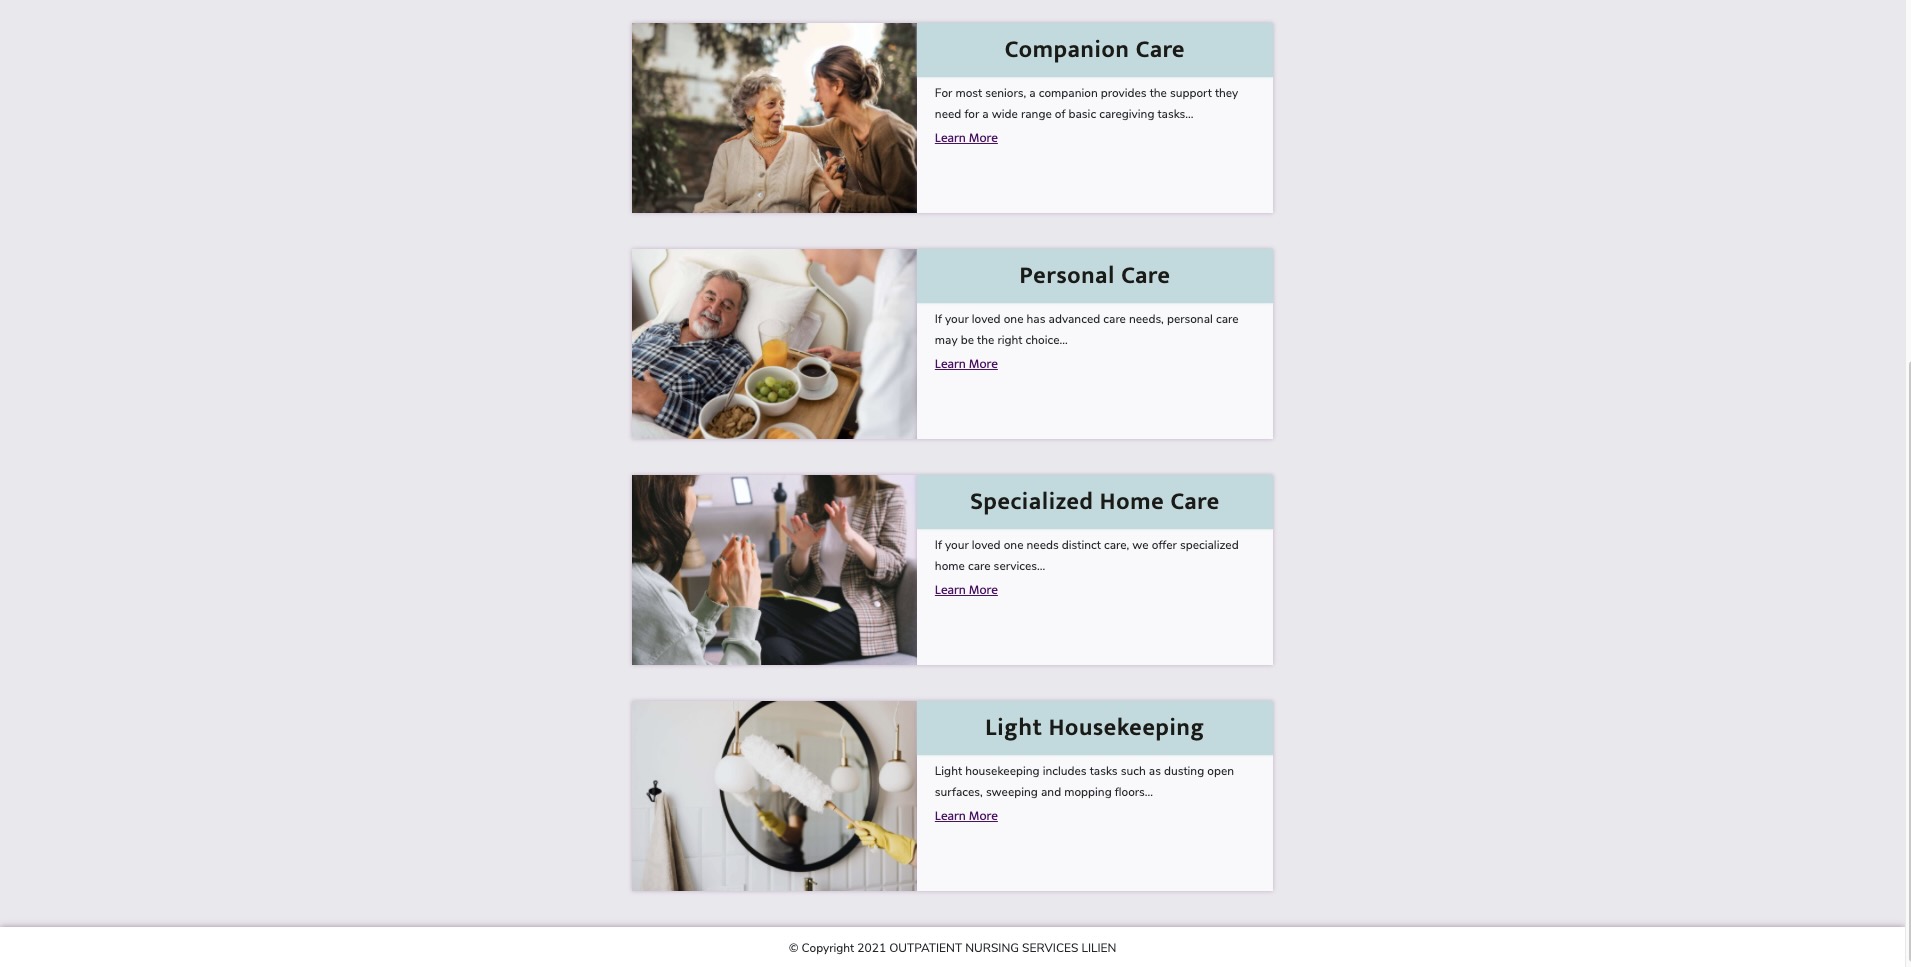 Companion Care
For most seniors, a companion provides the support they
need for a wide range of basic caregiving tasks...
Learn More
Personal Care
If your loved one has advanced care needs, personal care
may be the right choice...
Learn More
Specialized Home Care
If your loved one needs distinct care, we offer specialized
home care services...
Learn More
Light Housekeeping
Light housekeeping includes tasks such as dusting open
surfaces, sweeping and mopping floors...
Learn More
© Copyright 2021 OUTPATIENT NURSING SERVICES LILIEN